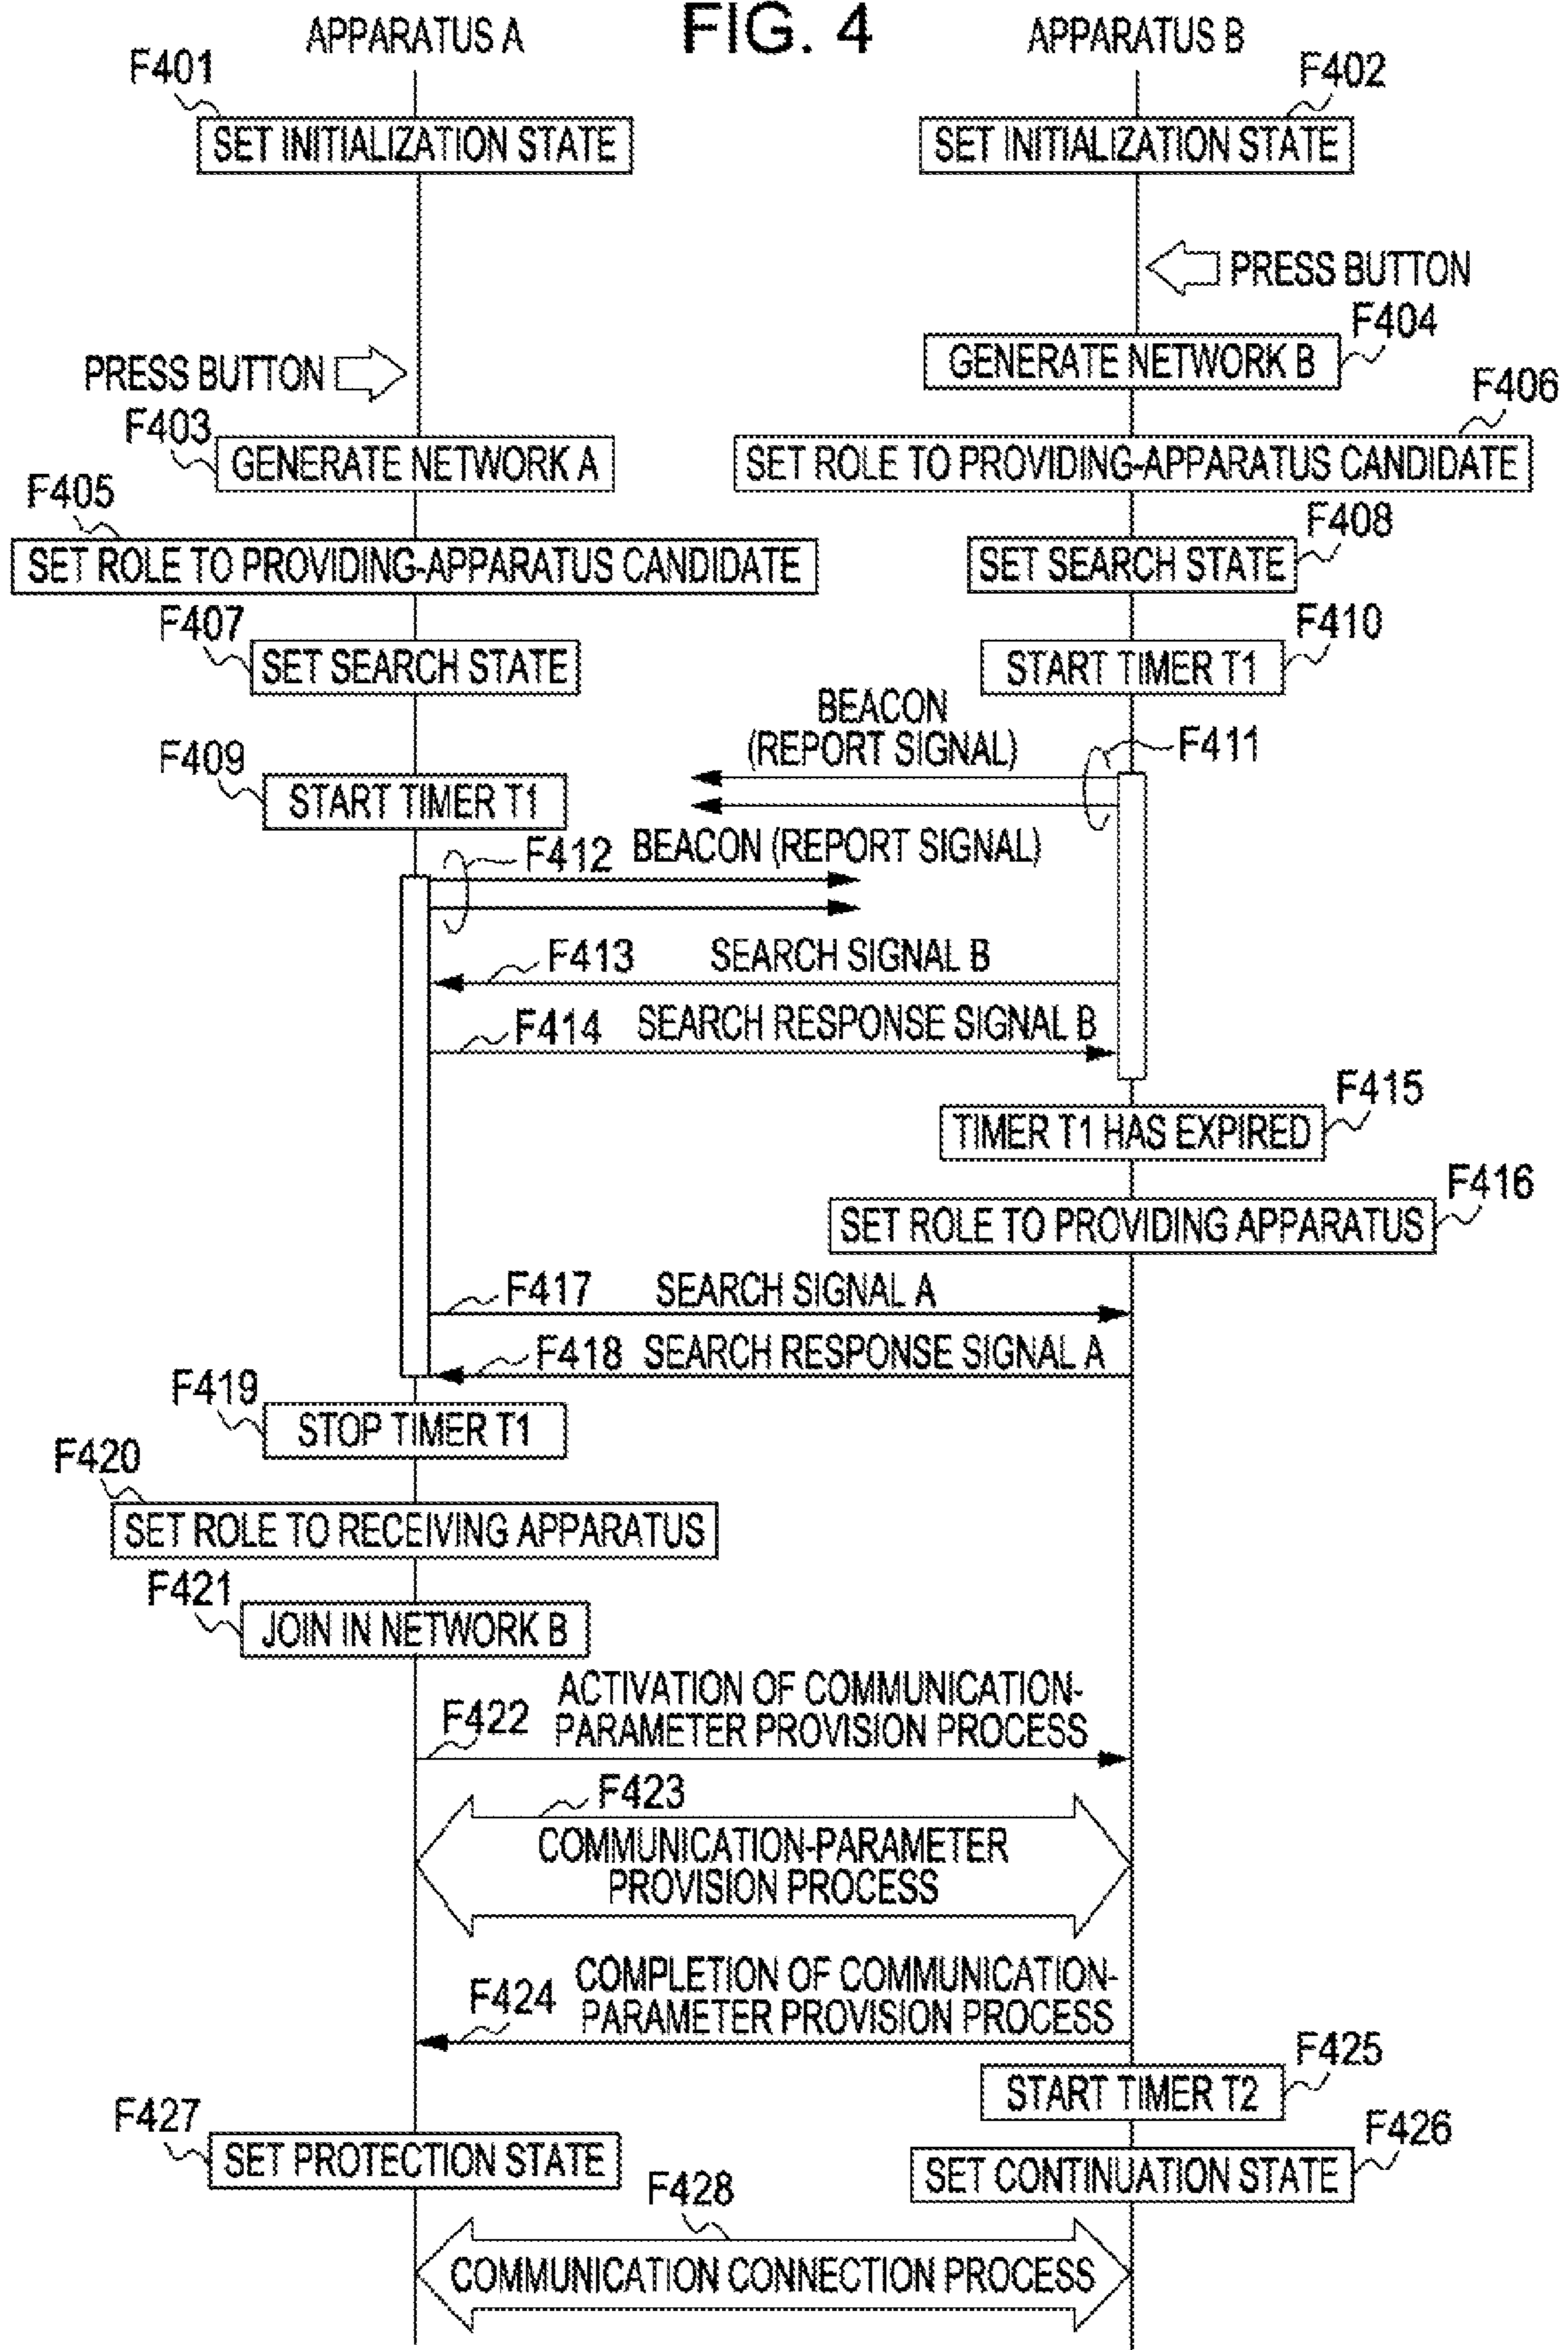 FIG. 4
APPARATUS A
APPARATUS B
F401
F402
SET INITIALIZATION STATE
SET INITIALIZATION STATE
PRESS BUTTON
F404
GENERATE NETWORK B
PRESS BUTTON
F403
GENERATE NETWORK A
F406
SET ROLE TO PROVIDING-APPARATUS CANDIDATE
F405
SET ROLE TO PROVIDING-APPARATUS CANDIDATE
F408
SET SEARCH STATE
F407
SET SEARCH STATE
F410
START TIMER T1
BEACON
(REPORT SIGNAL)
F411
F409
START TIMER T1
F412
BEACON (REPORT SIGNAL)
F413
SEARCH SIGNAL B
F414
SEARCH RESPONSE SIGNAL B
F415
TIMER T1 HAS EXPIRED
F416
SET ROLE TO PROVIDING APPARATUS
F417
SEARCH SIGNAL A
F418
SEARCH RESPONSE SIGNAL A
F419
STOP TIMER T1
F420
SET ROLE TO RECEIVING APPARATUS
F421
JOIN IN NETWORK B
F422
ACTIVATION OF COMMUNICATION-
PARAMETER PROVISION PROCESS
F423
COMMUNICATION-PARAMETER
PROVISION PROCESS
F424
COMPLETION OF COMMUNICATION-
PARAMETER PROVISION PROCESS
F425
START TIMER T2
F427
SET PROTECTION STATE
F426
SET CONTINUATION STATE
F428
COMMUNICATION CONNECTION PROCESS